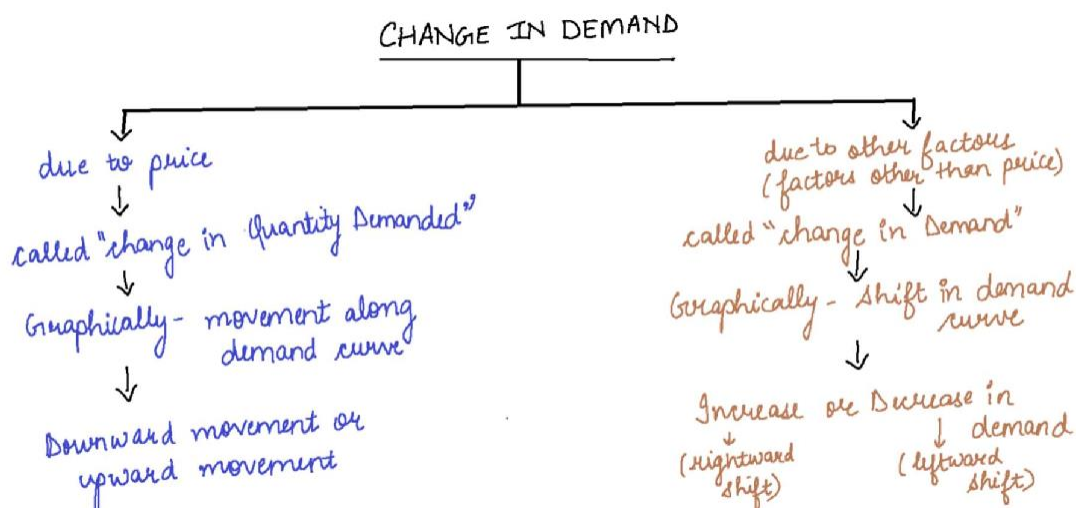 CHANGE IN DEMAND
due to price
called "change in Quantity Demanded"
Graphically - movement along
demand curve
Downward movement or
upward movement
due to other factors
(factors other than price)
called "change in Demand"
Graphically - shift in demand
curve
Increase or Decrease in
demand
(rightward
shift)
(leftward
shift)